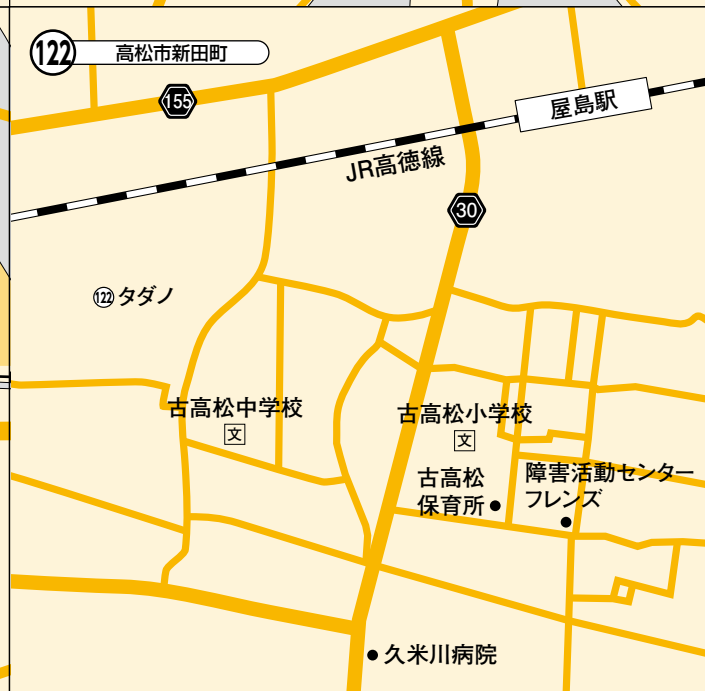 122 高松市新田町
155
屋島駅
JR高徳線
30
122 タダノ
古高松中学校
文
古高松小学校
文
古高松
保育所
障害活動センター
フレンズ
久米川病院